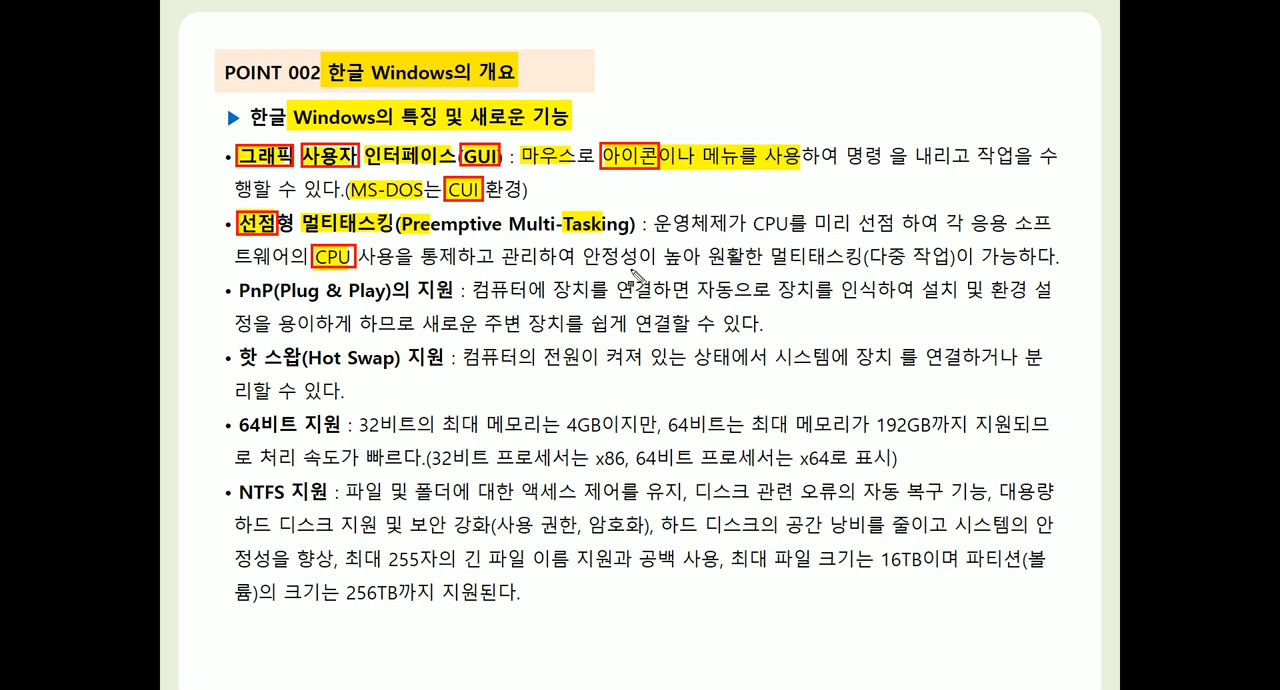 POINT 002 한글 Windows의 개요
▶ 한글 Windows의 특징 및 새로운 기능
• 그래픽 사용자 인터페이스(GUI) : 마우스로 아이콘이나 메뉴를 사용하여 명령 을 내리고 작업을 수
행할 수 있다.(MS-DOS는 CUI 환경)
• 선점형 멀티태스킹(Preemptive Multi-Tasking) : 운영체제가 CPU를 미리 선점 하여 각 응용 소프
트웨어의 CPU 사용을 통제하고 관리하여 안정성이 높아 원활한 멀티태스킹(다중 작업)이 가능하다.
• PnP(Plug & Play)의 지원 : 컴퓨터에 장치를 연결하면 자동으로 장치를 인식하여 설치 및 환경 설
정을 용이하게 하므로 새로운 주변 장치를 쉽게 연결할 수 있다.
• 핫 스왑(Hot Swap) 지원 : 컴퓨터의 전원이 켜져 있는 상태에서 시스템에 장치 를 연결하거나 분
리할 수 있다.
• 64비트 지원 : 32비트의 최대 메모리는 4GB이지만, 64비트는 최대 메모리가 192GB까지 지원되므
로 처리 속도가 빠르다.(32비트 프로세서는 x86, 64비트 프로세서는 x64로 표시)
• NTFS 지원 : 파일 및 폴더에 대한 액세스 제어를 유지, 디스크 관련 오류의 자동 복구 기능, 대용량
하드 디스크 지원 및 보안 강화(사용 권한, 암호화), 하드 디스크의 공간 낭비를 줄이고 시스템의 안
정성을 향상, 최대 255자의 긴 파일 이름 지원과 공백 사용, 최대 파일 크기는 16TB이며 파티션(볼
륨)의 크기는 256TB까지 지원된다.